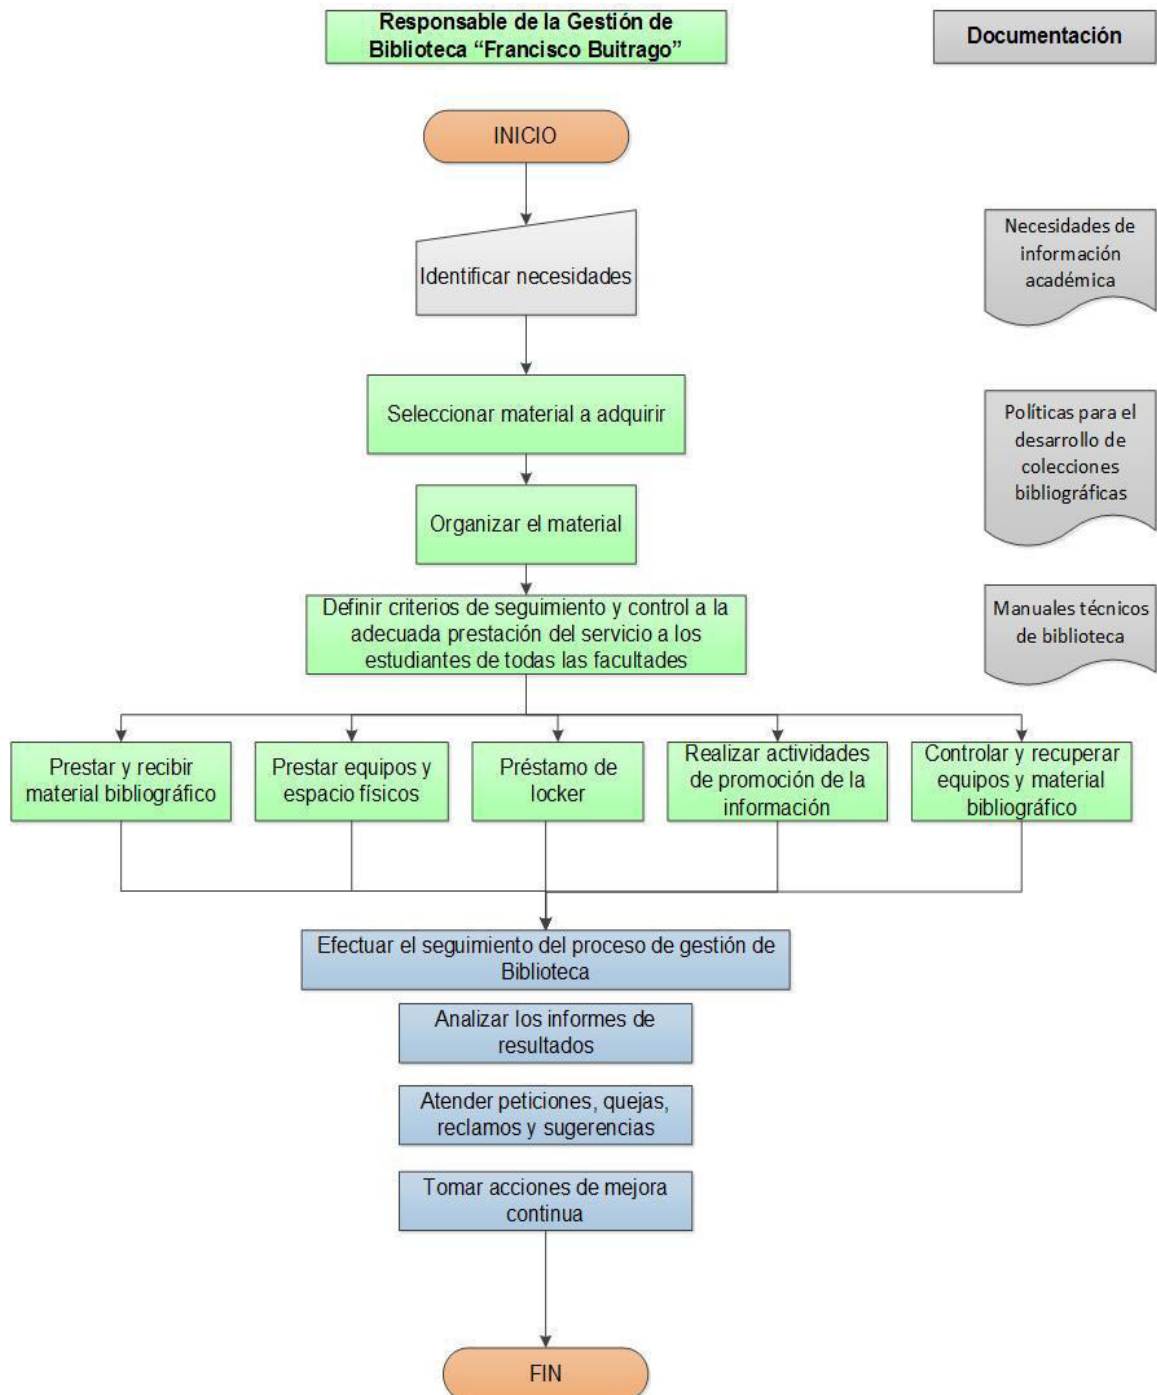 Responsable de la Gestión de
Biblioteca “Francisco Buitrago”
Documentación
INICIO
Identificar necesidades
Necesidades de
información
académica
Seleccionar material a adquirir
Políticas para el
desarrollo de
colecciones
bibliográficas
Organizar el material
Definir criterios de seguimiento y control a la
adecuada prestación del servicio a los
estudiantes de todas las facultades
Manuales técnicos
de biblioteca
Prestar y recibir
material bibliográfico
Prestar equipos y
espacio físicos
Préstamo de
locker
Realizar actividades
de promoción de la
información
Controlar y recuperar
equipos y material
bibliográfico
Efectuar el seguimiento del proceso de gestión de
Biblioteca
Analizar los informes de
resultados
Atender peticiones, quejas,
reclamos y sugerencias
Tomar acciones de mejora
continua
FIN